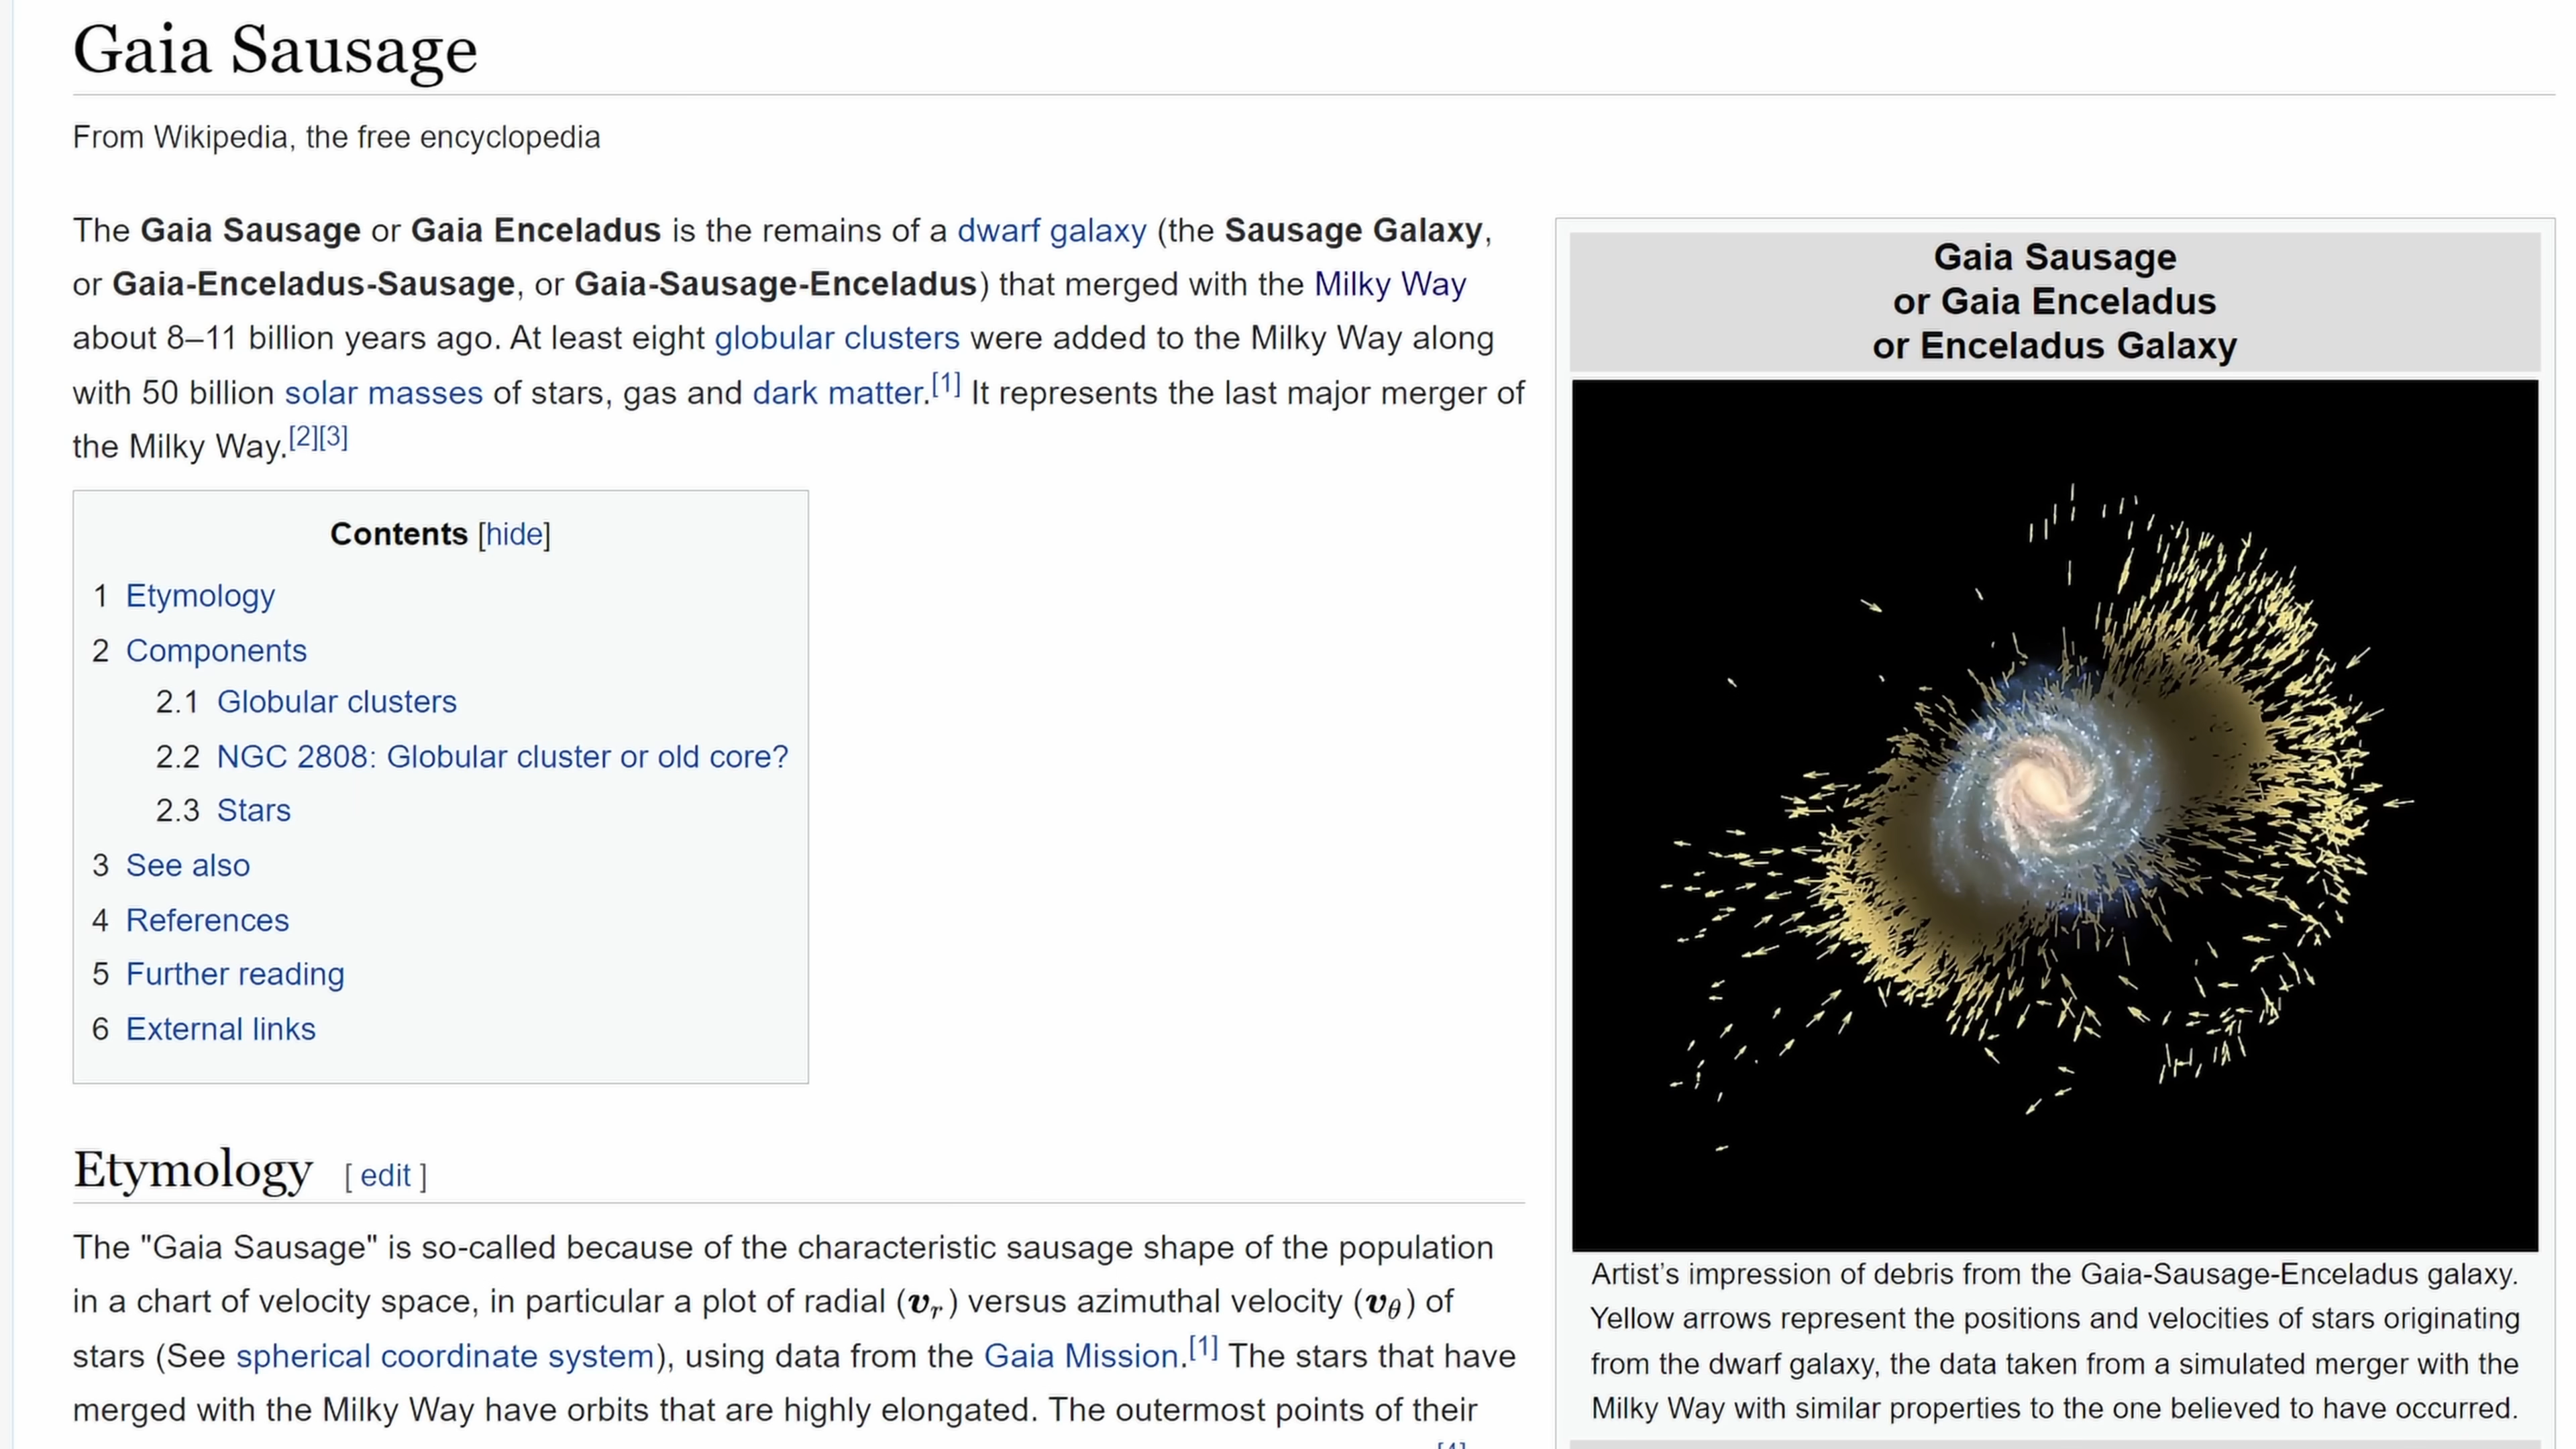 Gaia Sausage
From Wikipedia, the free encyclopedia
The Gaia Sausage or Gaia Enceladus is the remains of a dwarf galaxy (the Sausage Galaxy,
or Gaia-Enceladus-Sausage, or Gaia-Sausage-Enceladus) that merged with the Milky Way
about 8–11 billion years ago. At least eight globular clusters were added to the Milky Way along
with 50 billion solar masses of stars, gas and dark matter.[1] It represents the last major merger of
the Milky Way.[2][3]
Contents [hide]
1 Etymology
2 Components
2.1 Globular clusters
2.2 NGC 2808: Globular cluster or old core?
2.3 Stars
3 See also
4 References
5 Further reading
6 External links
Etymology [ edit ]
The "Gaia Sausage" is so-called because of the characteristic sausage shape of the population
in a chart of velocity space, in particular a plot of radial (vr) versus azimuthal velocity (vθ) of
stars (See spherical coordinate system), using data from the Gaia Mission.[1] The stars that have
merged with the Milky Way have orbits that are highly elongated. The outermost points of their
Gaia Sausage
or Gaia Enceladus
or Enceladus Galaxy
Artist’s impression of debris from the Gaia-Sausage-Enceladus galaxy.
Yellow arrows represent the positions and velocities of stars originating
from the dwarf galaxy, the data taken from a simulated merger with the
Milky Way with similar properties to the one believed to have occurred.